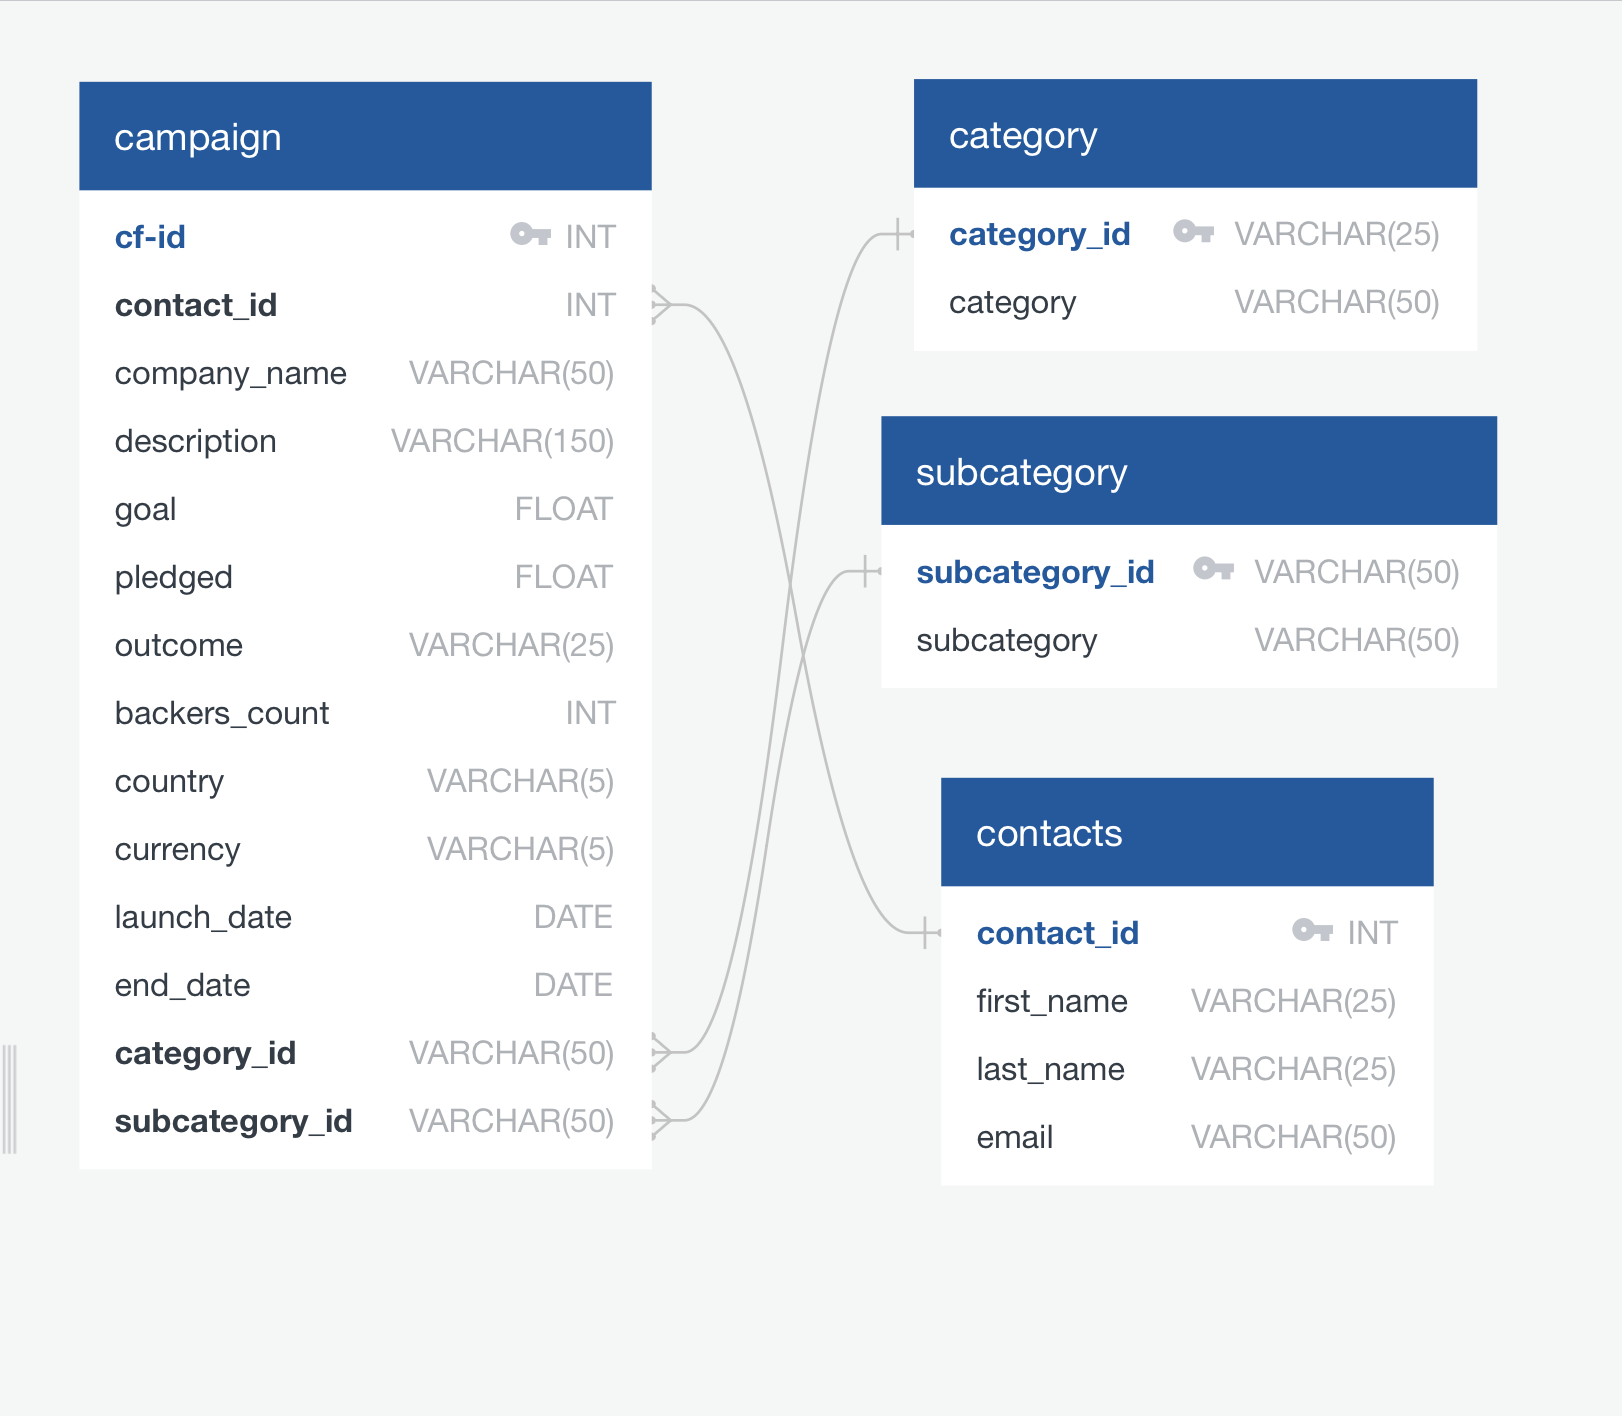 campaign
cf-id INT
contact_id INT
company_name VARCHAR(50)
description VARCHAR(150)
goal FLOAT
pledged FLOAT
outcome VARCHAR(25)
backers_count INT
country VARCHAR(5)
currency VARCHAR(5)
launch_date DATE
end_date DATE
category_id VARCHAR(50)
subcategory_id VARCHAR(50)
category
category_id VARCHAR(25)
category VARCHAR(50)
subcategory
subcategory_id VARCHAR(50)
subcategory VARCHAR(50)
contacts
contact_id INT
first_name VARCHAR(25)
last_name VARCHAR(25)
email VARCHAR(50)